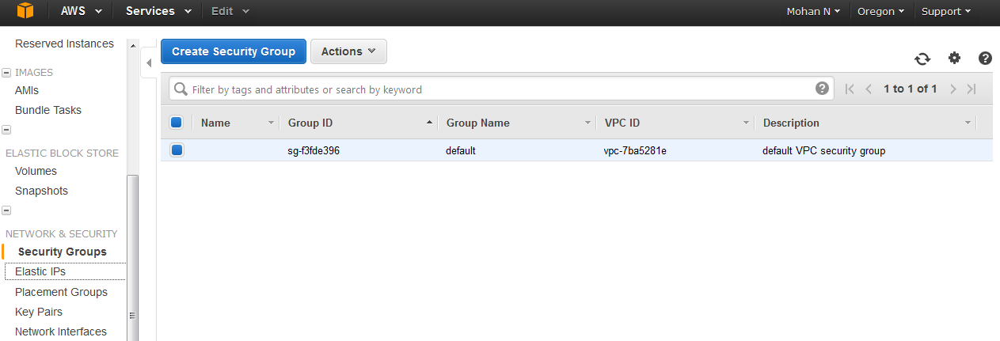 AWS Services Edit Mohan N Oregon Support
Reserved Instances
IMAGES
AMIs
Bundle Tasks
ELASTIC BLOCK STORE
Volumes
Snapshots
NETWORK & SECURITY
Security Groups
Elastic IPs
Placement Groups
Key Pairs
Network Interfaces
Create Security Group Actions
Filter by tags and attributes or search by keyword 1 to 1 of 1
Name Group ID Group Name VPC ID Description
sg-f3fde396 default vpc-7ba5281e default VPC security group